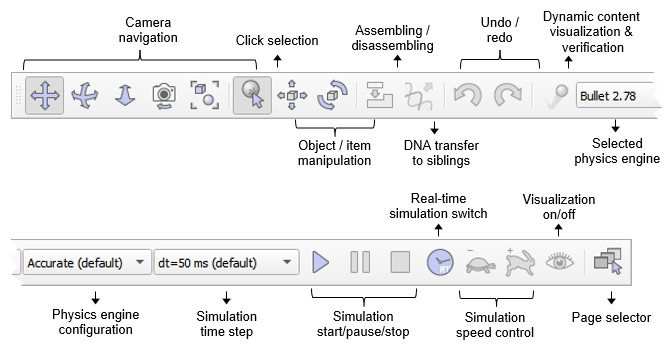 Camera
navigation
Click selection
Assembling /
disassembling
Undo /
redo
Dynamic content
visualization &
verification
Bullet 2.78
Object / item
manipulation
DNA transfer
to siblings
Selected
physics engine
Real-time
simulation switch
Visualization
on/off
Accurate (default)
dt=50 ms (default)
RT
Physics engine
configuration
Simulation
time step
Simulation
start/pause/stop
Simulation
speed control
Page selector